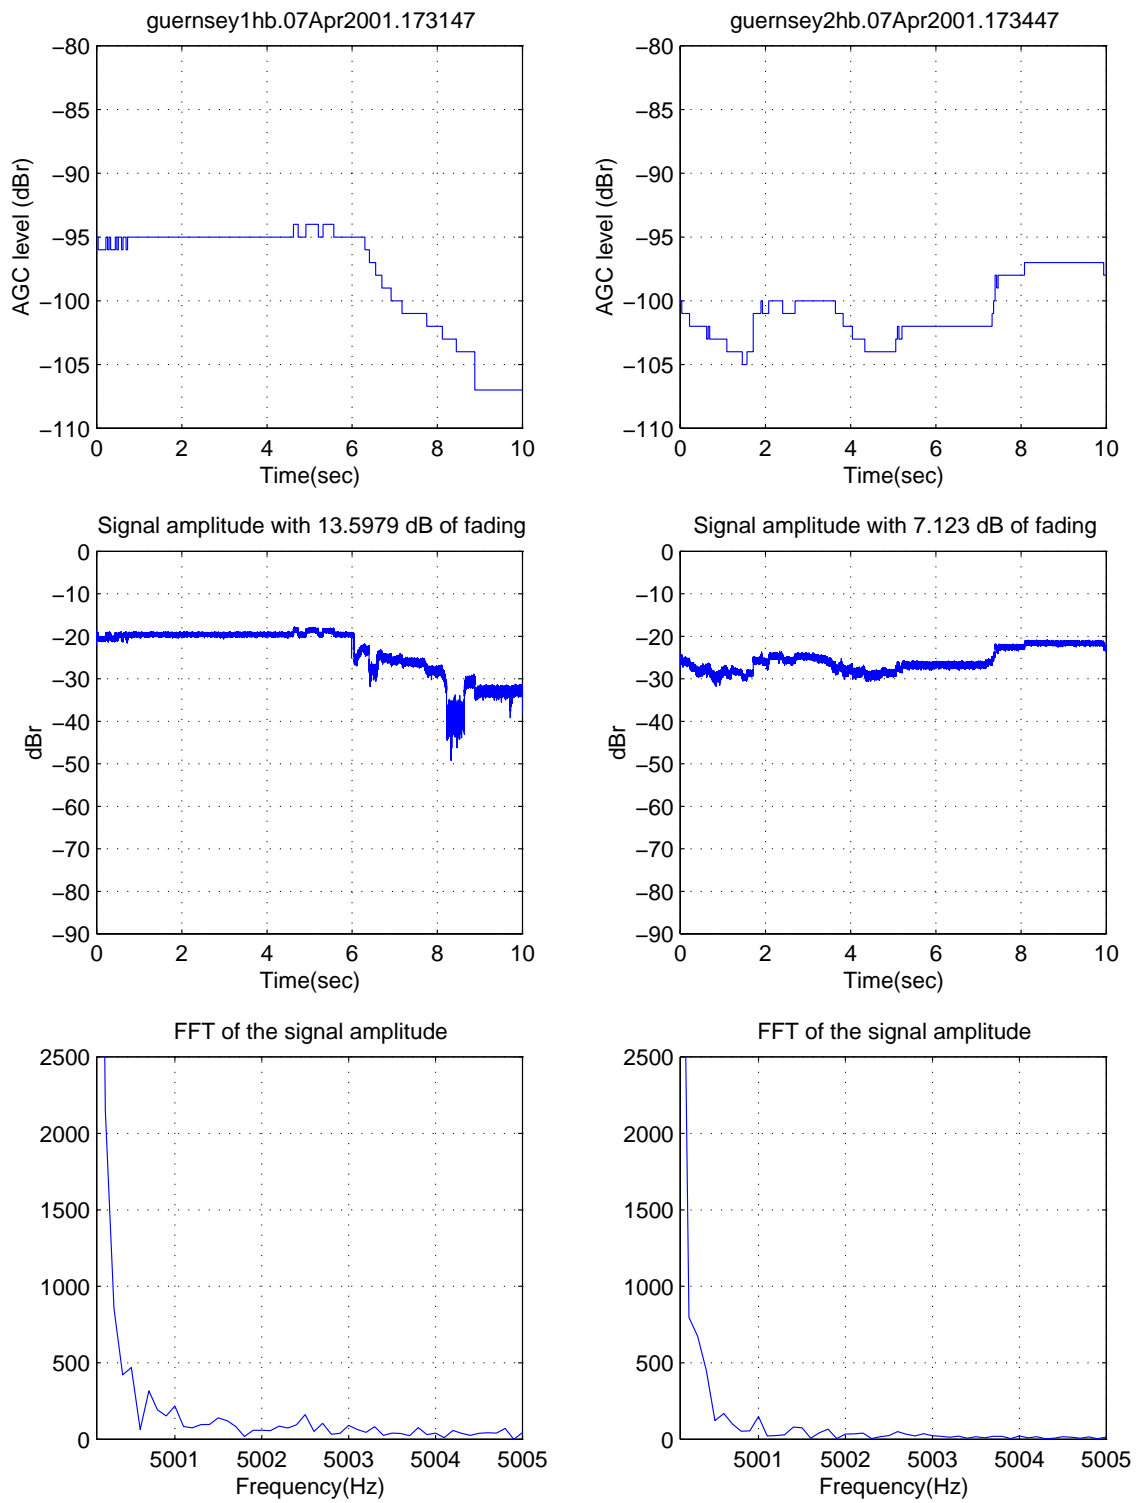 guernsey1hb.07Apr2001.173147
−80
−85
−90
−95
−100
−105
−110
AGC level (dBr)
0 2 4 6 8 10
Time(sec)
guernsey2hb.07Apr2001.173447
−80
−85
−90
−95
−100
−105
−110
AGC level (dBr)
0 2 4 6 8 10
Time(sec)
Signal amplitude with 13.5979 dB of fading
0
−10
−20
−30
−40
−50
−60
−70
−80
−90
dBr
0 2 4 6 8 10
Time(sec)
Signal amplitude with 7.123 dB of fading
0
−10
−20
−30
−40
−50
−60
−70
−80
−90
dBr
0 2 4 6 8 10
Time(sec)
FFT of the signal amplitude
2500
2000
1500
1000
500
0
5001 5002 5003 5004 5005
Frequency(Hz)
FFT of the signal amplitude
2500
2000
1500
1000
500
0
5001 5002 5003 5004 5005
Frequency(Hz)